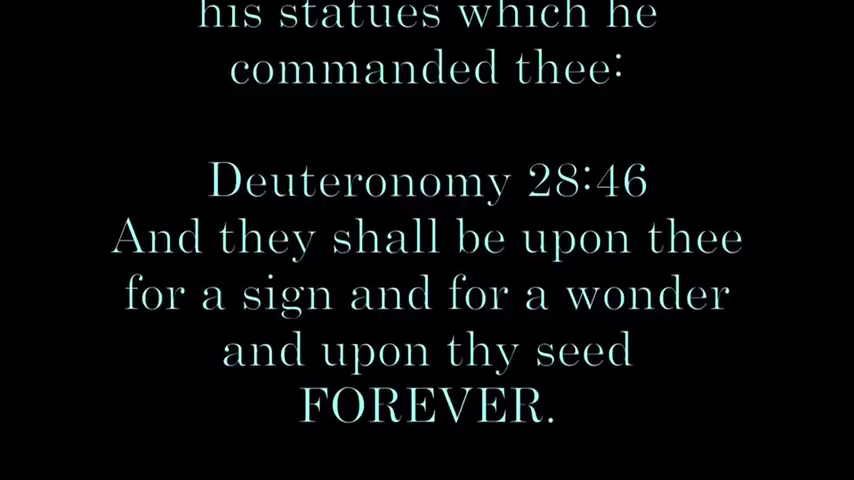 his statues which he
commanded thee:
Deuteronomy 28:46
And they shall be upon thee
for a sign and for a wonder
and upon thy seed
FOREVER.